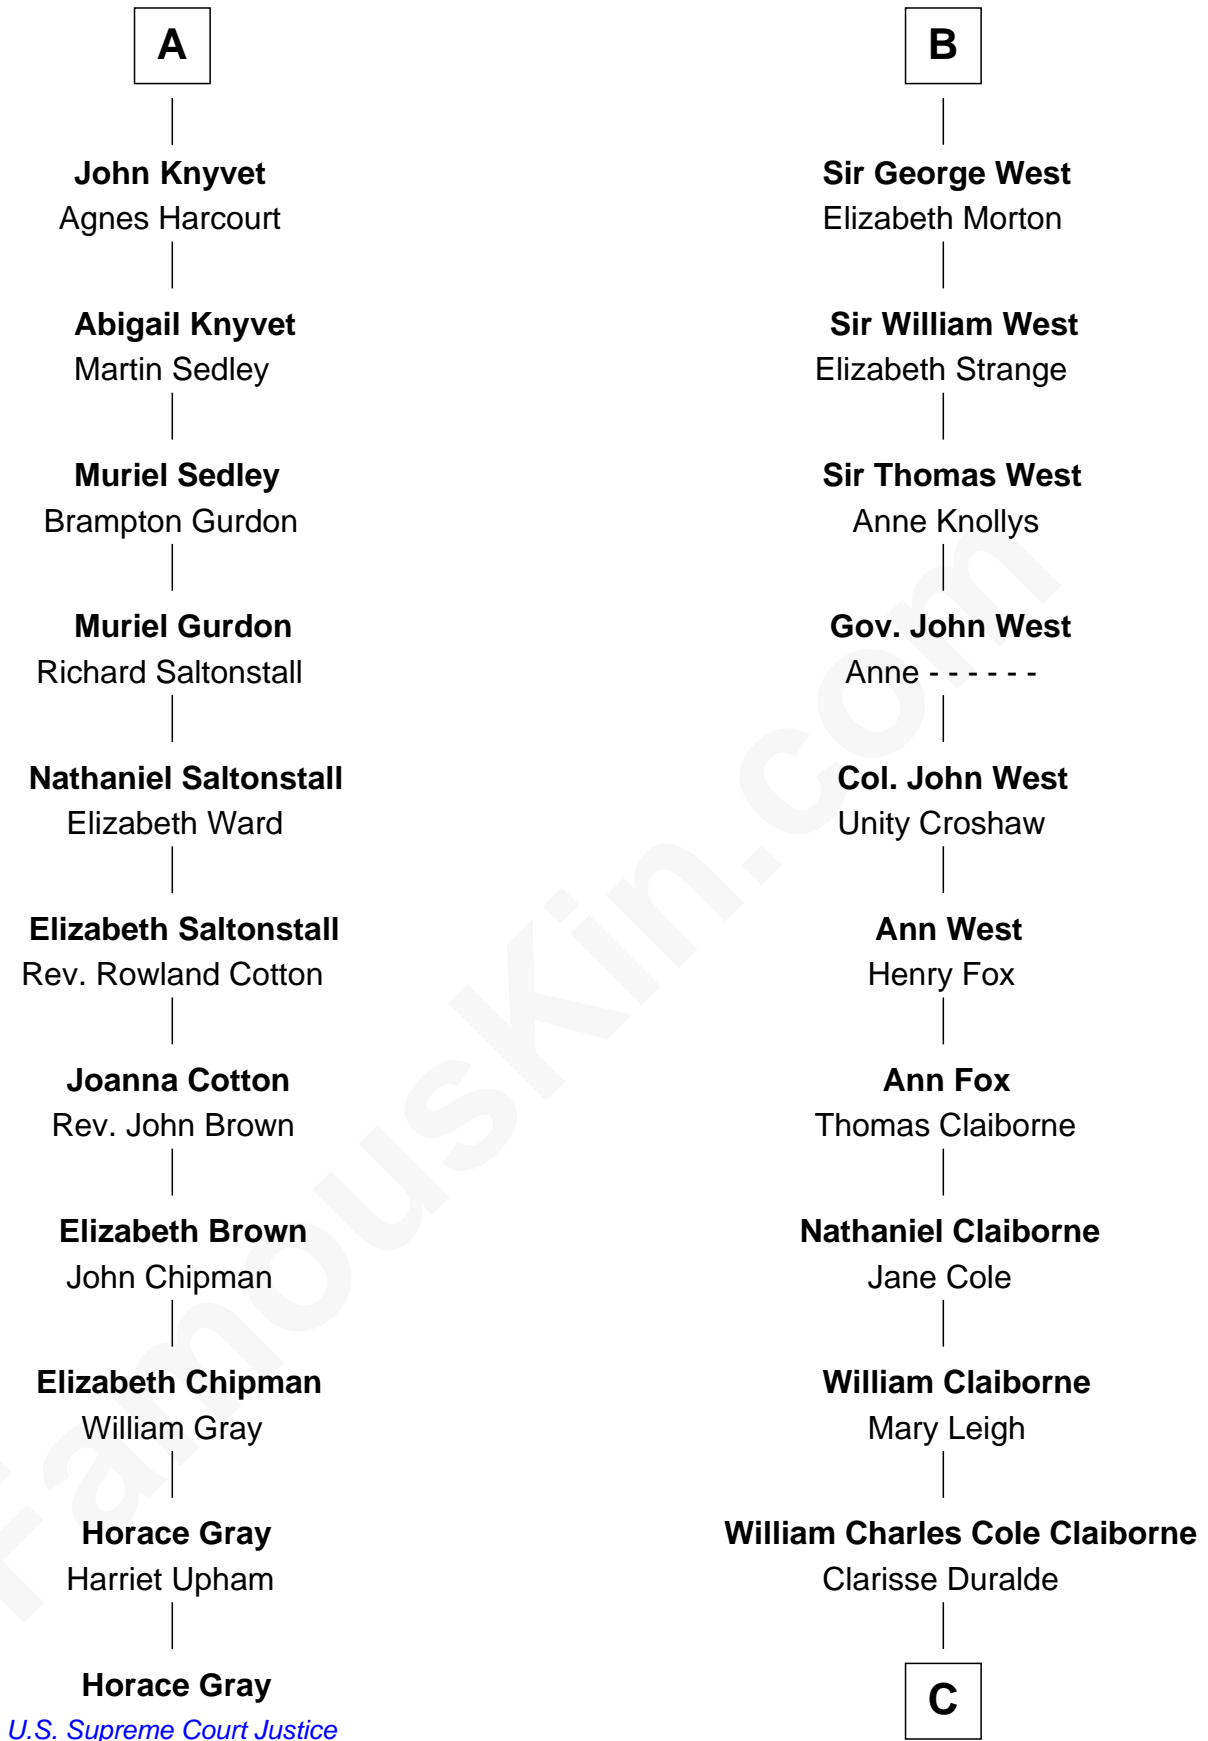 A
John Knyvet
Agnes Harcourt
Abigail Knyvet
Martin Sedley
Muriel Sedley
Brampton Gurdon
Muriel Gurdon
Richard Saltonstall
Nathaniel Saltonstall
Elizabeth Ward
Elizabeth Saltonstall
Rev. Rowland Cotton
Joanna Cotton
Rev. John Brown
Elizabeth Brown
John Chipman
Elizabeth Chipman
William Gray
Horace Gray
Harriet Upham
Horace Gray
U.S. Supreme Court Justice
B
Sir George West
Elizabeth Morton
Sir William West
Elizabeth Strange
Sir Thomas West
Anne Knollys
Gov. John West
Anne - - - - - -
Col. John West
Unity Croshaw
Ann West
Henry Fox
Ann Fox
Thomas Claiborne
Nathaniel Claiborne
Jane Cole
William Claiborne
Mary Leigh
William Charles Cole Claiborne
Clarisse Duralde
C
FamousKin.com